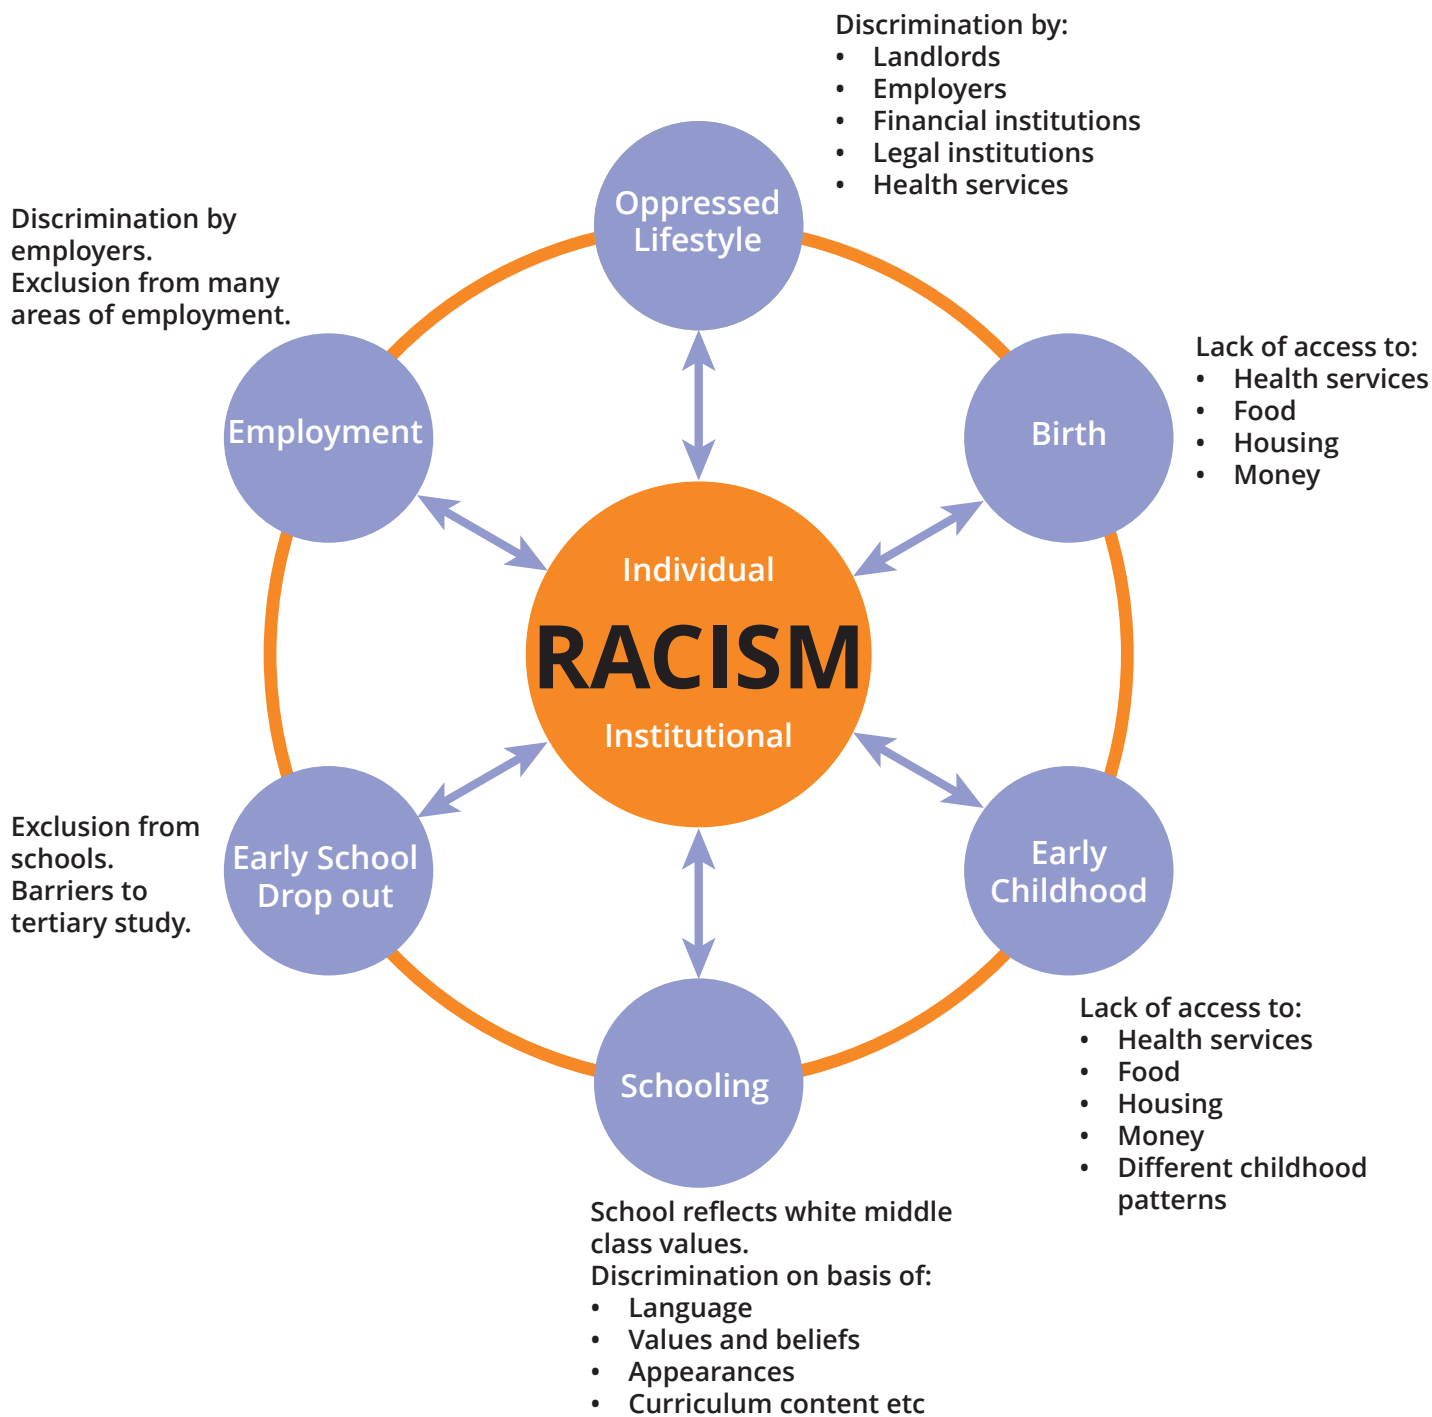 Discrimination by:
• Landlords
• Employers
• Financial institutions
• Legal institutions
• Health services
Oppressed
Lifestyle
Discrimination by
employers.
Exclusion from many
areas of employment.
Employment
Birth
Lack of access to:
• Health services
• Food
• Housing
• Money
Individual
RACISM
Institutional
Exclusion from
schools.
Barriers to
tertiary study.
Early School
Drop out
Early
Childhood
Lack of access to:
• Health services
• Food
• Housing
• Money
• Different childhood
patterns
Schooling
School reflects white middle
class values.
Discrimination on basis of:
• Language
• Values and beliefs
• Appearances
• Curriculum content etc